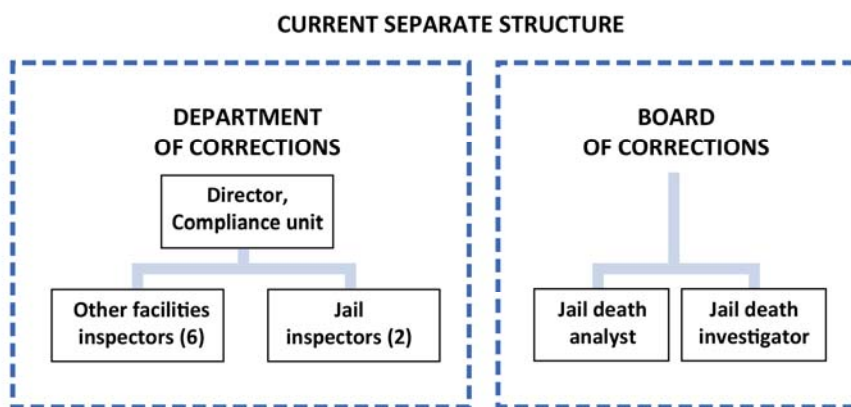 CURRENT SEPARATE STRUCTURE
DEPARTMENT
OF CORRECTIONS
Director,
Compliance unit
Other facilities
inspectors (6)
Jail
inspectors (2)
BOARD
OF CORRECTIONS
Jail death
analyst
Jail death
investigator